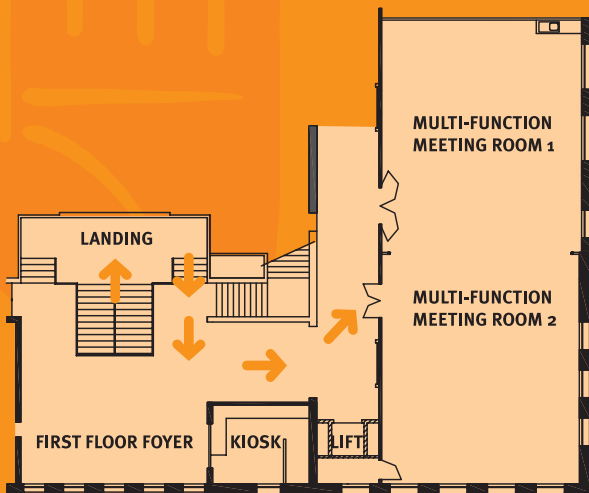 MULTI-FUNCTION
MEETING ROOM 1
LANDING
MULTI-FUNCTION
MEETING ROOM 2
FIRST FLOOR FOYER
KIOSK
LIFT